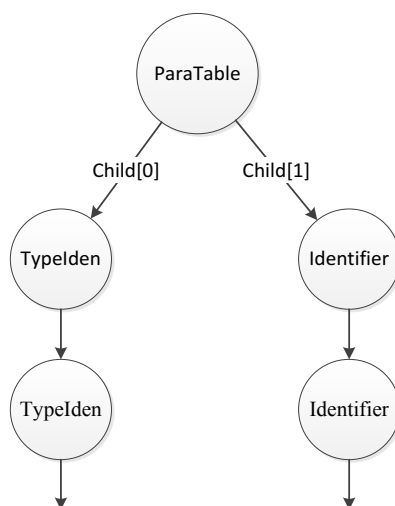 ParaTable
Child[0] Child[1]
TypeIden Identifier
TypeIden Identifier